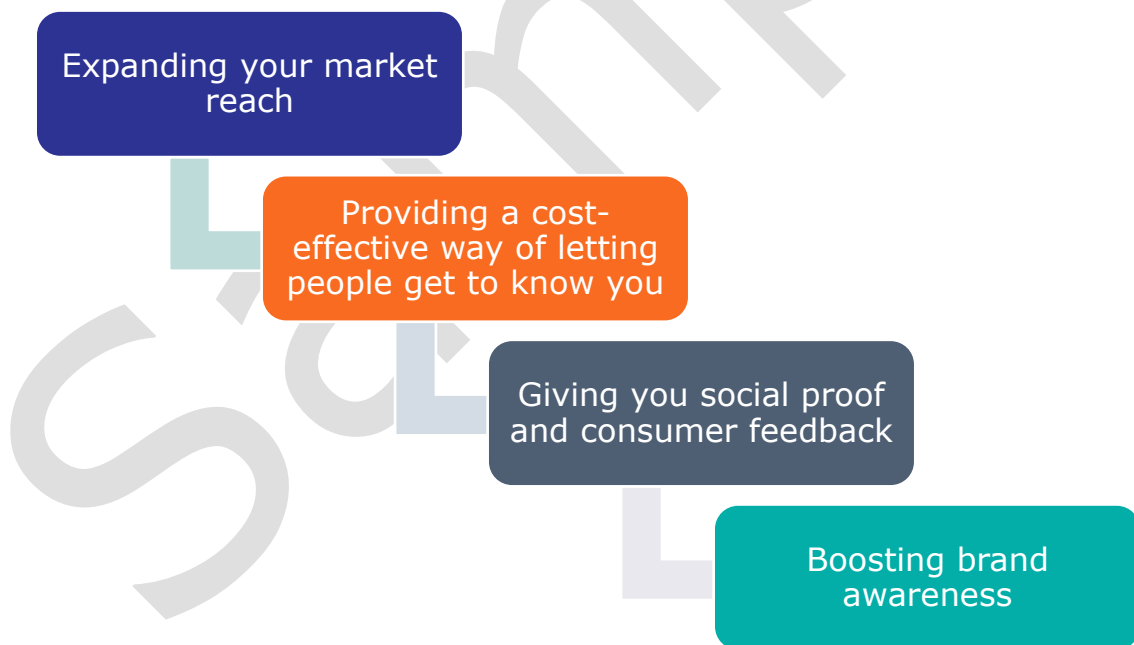 Expanding your market
reach
Providing a cost-
effective way of letting
people get to know you
Giving you social proof
and consumer feedback
Boosting brand
awareness